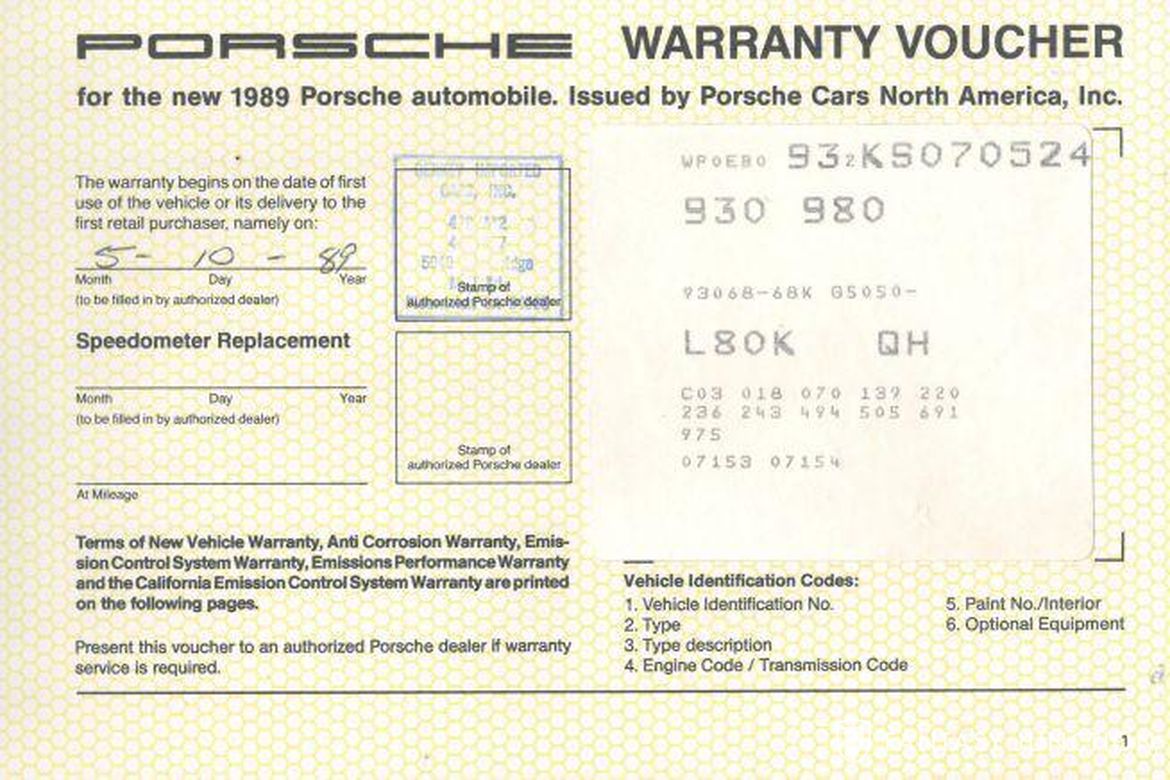 PORSCHE WARRANTY VOUCHER
for the new 1989 Porsche automobile. Issued by Porsche Cars North America, Inc.
The warranty begins on the date of first
use of the vehicle or its delivery to the
first retail purchaser, namely on:
5- 10 - 89
Month Day Year
(to be filled in by authorized dealer)
CARS, INC.
Stamp of
authorized Porsche dealer
Speedometer Replacement
Month Day Year
(to be filled in by authorized dealer)
At Mileage
Stamp of
authorized Porsche dealer
WP0EB0 932KS070524
930 980
93068-68K G5050-
L80K QH
C03 018 070 139 220
236 243 494 505 691
975
07153 07154
Terms of New Vehicle Warranty, Anti Corrosion Warranty, Emis-
sion Control System Warranty, Emissions Performance Warranty
and the California Emission Control System Warranty are printed
on the following pages.
Present this voucher to an authorized Porsche dealer if warranty
service is required.
Vehicle Identification Codes:
1. Vehicle Identification No.
2. Type
3. Type description
4. Engine Code / Transmission Code
5. Paint No./Interior
6. Optional Equipment
1